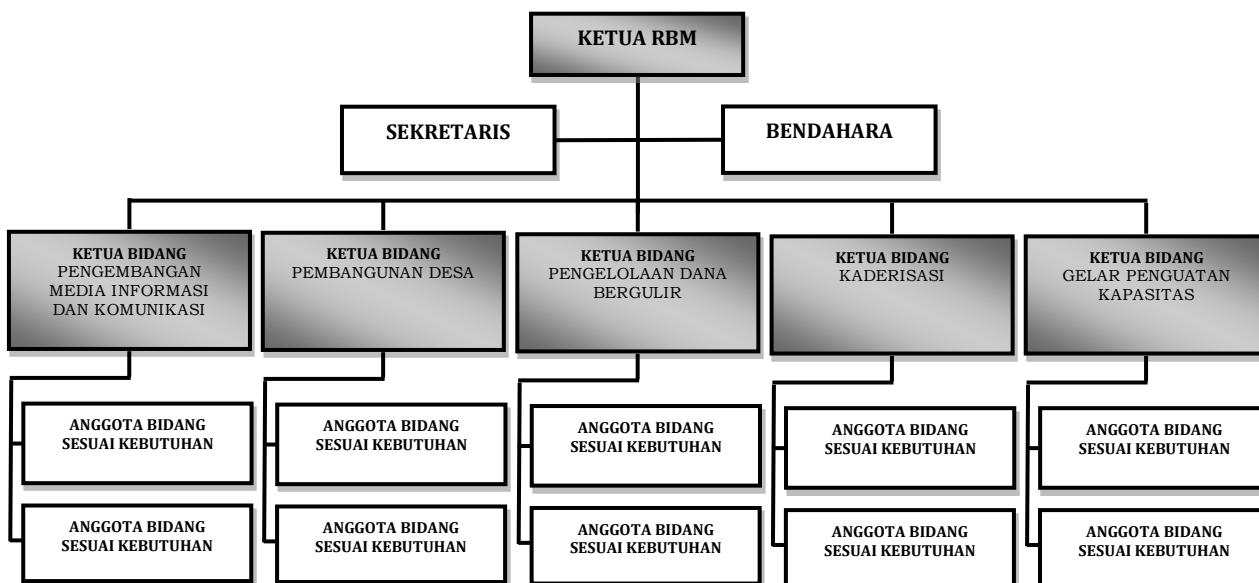 KETUA RBM
SEKRETARIS
BENDAHARA
KETUA BIDANG
PENGEMBANGAN
MEDIA INFORMASI
DAN KOMUNIKASI
KETUA BIDANG
PEMBANGUNAN DESA
KETUA BIDANG
PENGELOLAAN DANA
BERGULIR
KETUA BIDANG
KADERISASI
KETUA BIDANG
GELAR PENGUATAN
KAPASITAS
ANGGOTA BIDANG
SESUAI KEBUTUHAN
ANGGOTA BIDANG
SESUAI KEBUTUHAN
ANGGOTA BIDANG
SESUAI KEBUTUHAN
ANGGOTA BIDANG
SESUAI KEBUTUHAN
ANGGOTA BIDANG
SESUAI KEBUTUHAN
ANGGOTA BIDANG
SESUAI KEBUTUHAN
ANGGOTA BIDANG
SESUAI KEBUTUHAN
ANGGOTA BIDANG
SESUAI KEBUTUHAN
ANGGOTA BIDANG
SESUAI KEBUTUHAN
ANGGOTA BIDANG
SESUAI KEBUTUHAN